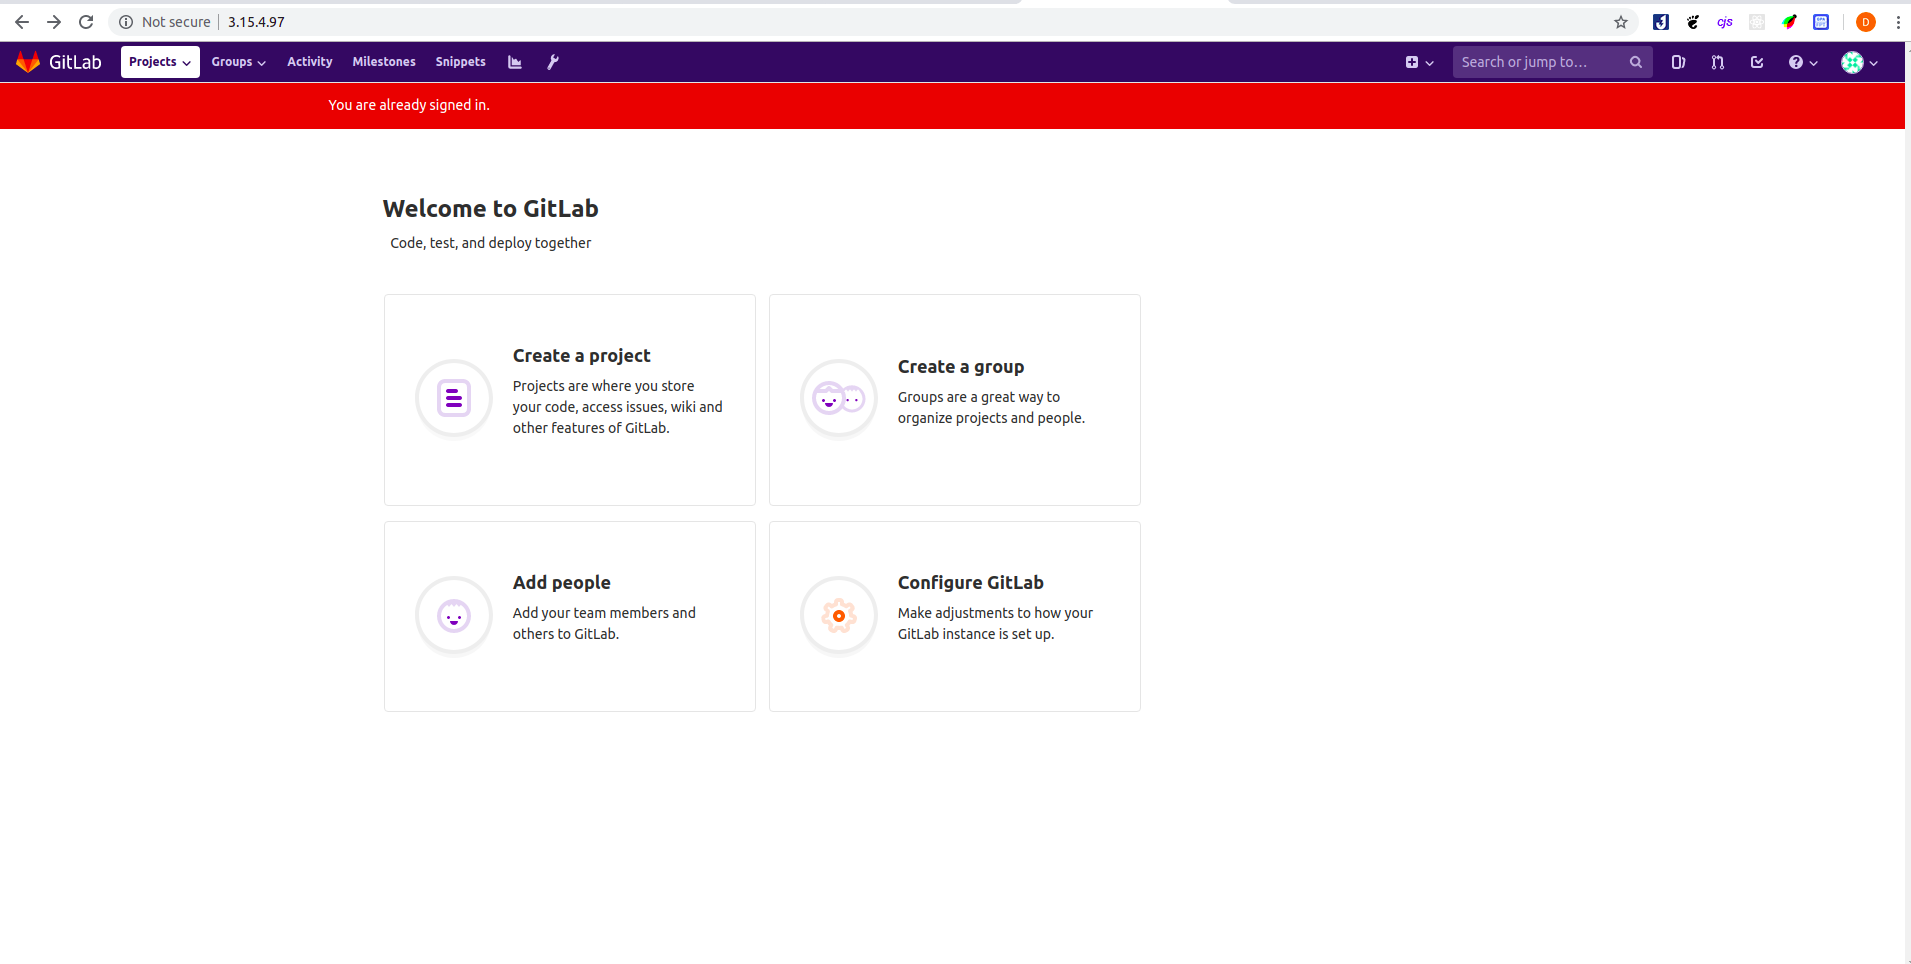 Not secure | 3.15.4.97
cjs
D
GitLab Projects Groups Activity Milestones Snippets Search or jump to...
You are already signed in.
Welcome to GitLab
Code, test, and deploy together
Create a project
Projects are where you store
your code, access issues, wiki and
other features of GitLab.
Create a group
Groups are a great way to
organize projects and people.
Add people
Add your team members and
others to GitLab.
Configure GitLab
Make adjustments to how your
GitLab instance is set up.